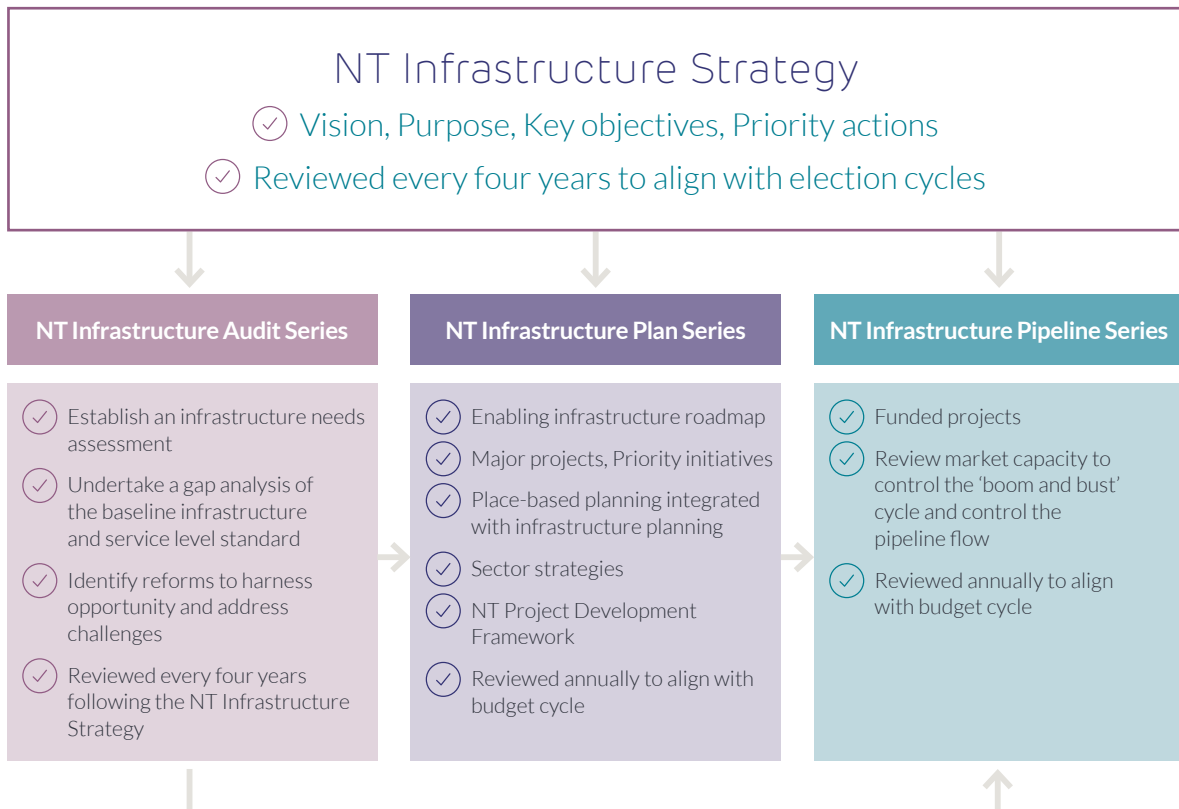 NT Infrastructure Strategy
Vision, Purpose, Key objectives, Priority actions
Reviewed every four years to align with election cycles
NT Infrastructure Audit Series
Establish an infrastructure needs
assessment
Undertake a gap analysis of
the baseline infrastructure
and service level standard
Identify reforms to harness
opportunity and address
challenges
Reviewed every four years
following the NT Infrastructure
Strategy
NT Infrastructure Plan Series
Enabling infrastructure roadmap
Major projects, Priority initiatives
Place-based planning integrated
with infrastructure planning
Sector strategies
NT Project Development
Framework
Reviewed annually to align with
budget cycle
NT Infrastructure Pipeline Series
Funded projects
Review market capacity to
control the ‘boom and bust’
cycle and control the
pipeline flow
Reviewed annually to align
with budget cycle